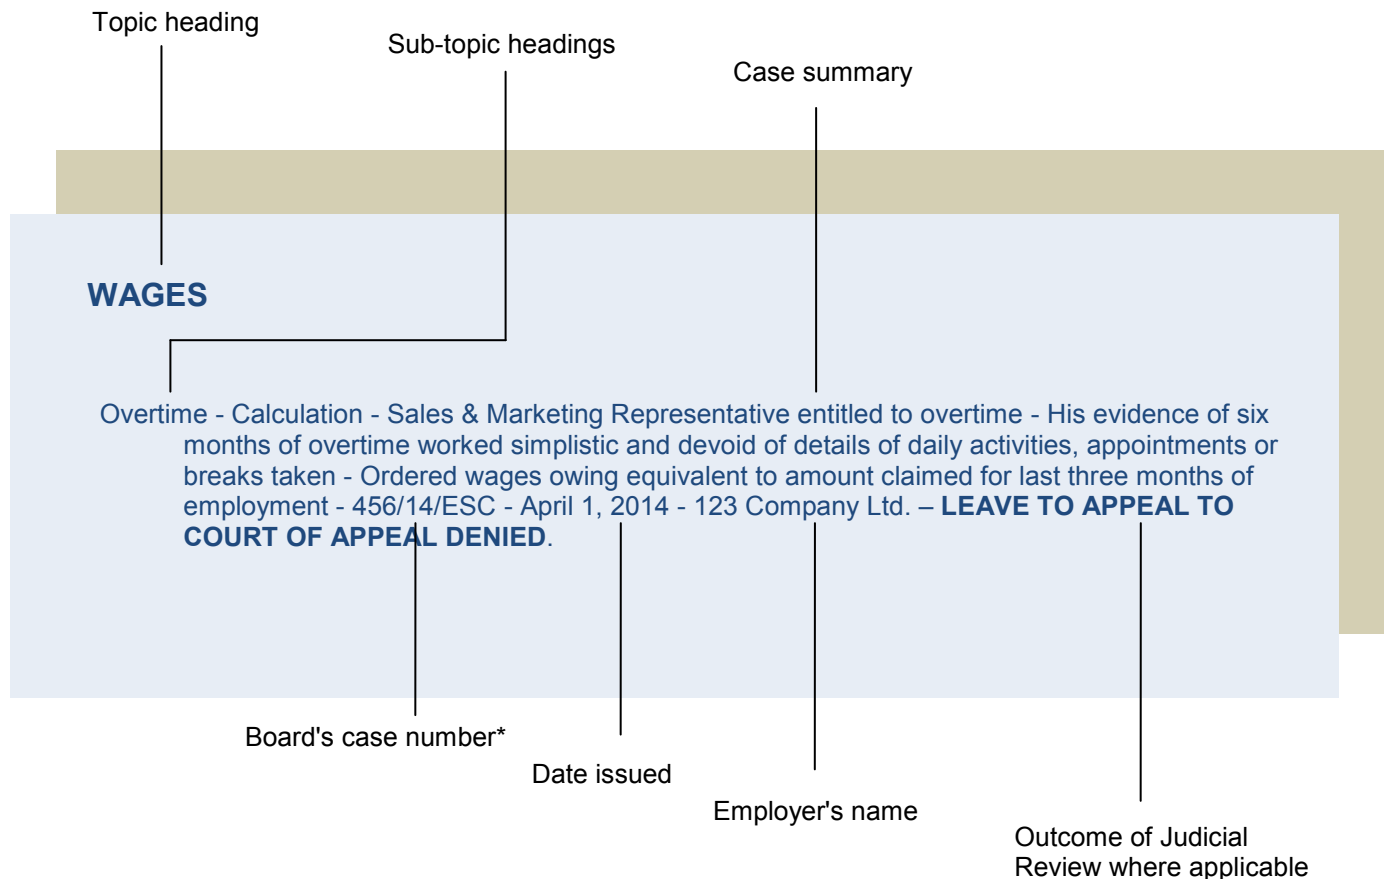 Topic heading
Sub-topic headings
Case summary
WAGES
Overtime - Calculation - Sales & Marketing Representative entitled to overtime - His evidence of six
months of overtime worked simplistic and devoid of details of daily activities, appointments or
breaks taken - Ordered wages owing equivalent to amount claimed for last three months of
employment - 456/14/ESC - April 1, 2014 - 123 Company Ltd. – LEAVE TO APPEAL TO
COURT OF APPEAL DENIED.
Board's case number*
Date issued
Employer's name
Outcome of Judicial
Review where applicable